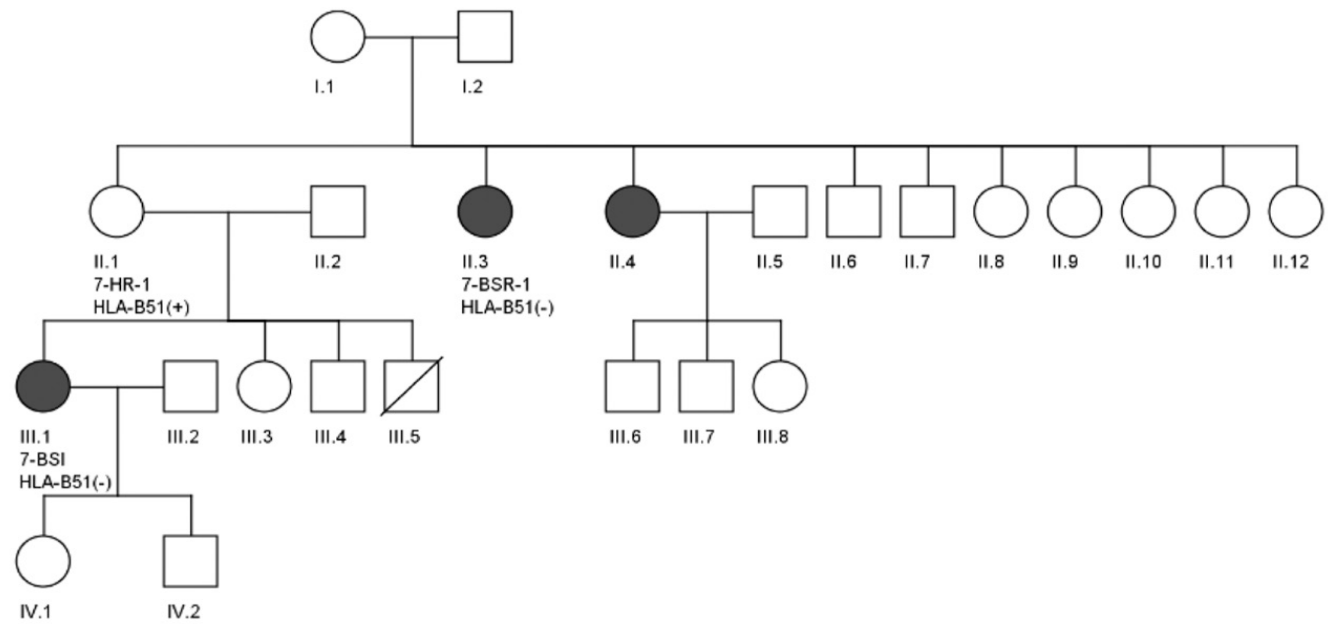 I.1 I.2
II.1 II.2 II.3 II.4 II.5 II.6 II.7 II.8 II.9 II.10 II.11 II.12
7-HR-1 7-BSR-1
HLA-B51(+) HLA-B51(-)
III.1 III.2 III.3 III.4 III.5 III.6 III.7 III.8
7-BSI
HLA-B51(-)
IV.1 IV.2